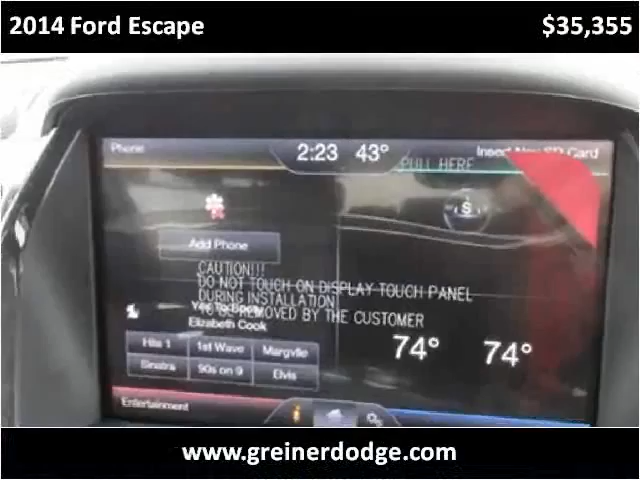 2014 Ford Escape $35,355
Phone 2:23 43° Insert Nav SD Card
PULL HERE
S
Add Phone
CAUTION!!!
DO NOT TOUCH ON DISPLAY TOUCH PANEL
DURING INSTALLATION
TO BE REMOVED BY THE CUSTOMER
Elizabeth Cook
74° 74°
Hits 1 1st Wave Margvlle
Sinatra 90s on 9 Elvis
Entertainment
www.greinerdodge.com